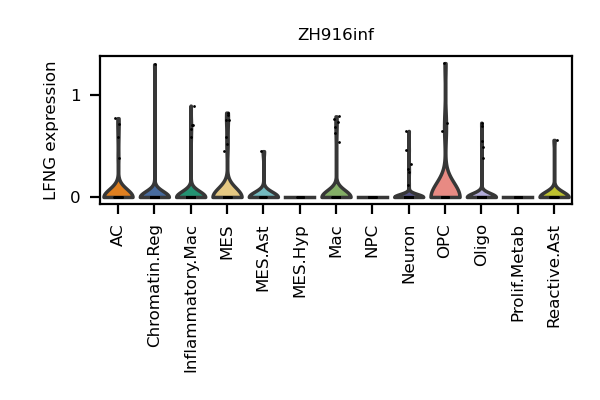 ZH916inf
LFNG expression
1
0
AC
Chromatin.Reg
Inflammatory.Mac
MES
MES.Ast
MES.Hyp
Mac
NPC
Neuron
OPC
Oligo
Prolif.Metab
Reactive.Ast